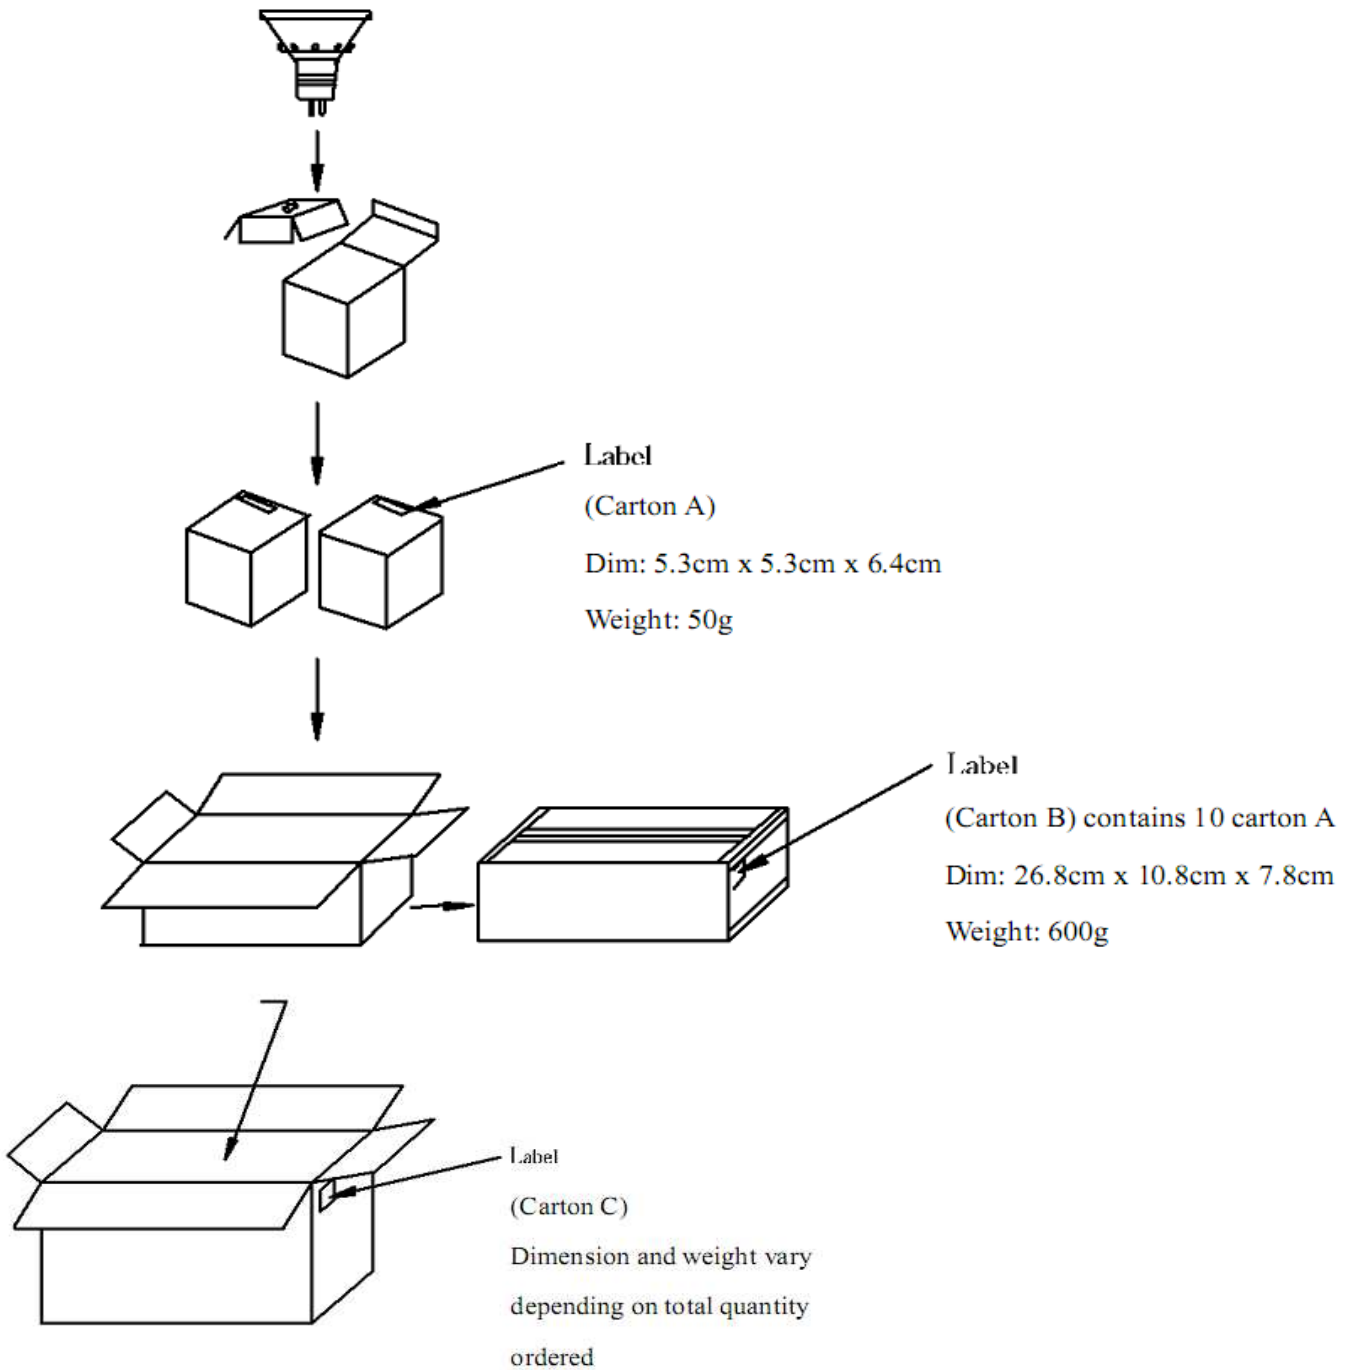 Label
(Carton A)
Dim: 5.3cm x 5.3cm x 6.4cm
Weight: 50g
Label
(Carton B) contains 10 carton A
Dim: 26.8cm x 10.8cm x 7.8cm
Weight: 600g
Label
(Carton C)
Dimension and weight vary
depending on total quantity
ordered